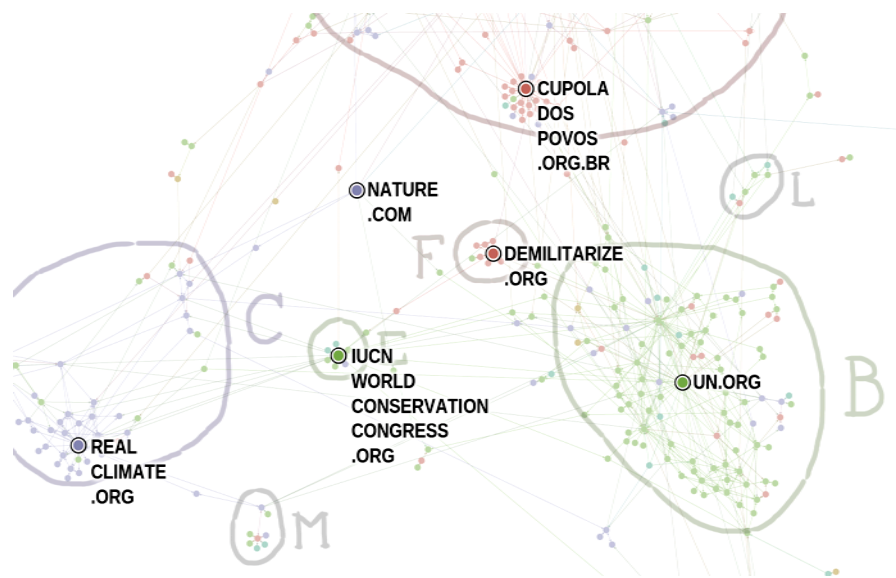 CUPOLA
DOS
POVOS
.ORG.BR
NATURE
.COM
L
F
DEMILITARIZE
.ORG
C
E
IUCN
WORLD
CONSERVATION
CONGRESS
.ORG
UN.ORG
B
REAL
CLIMATE
.ORG
M